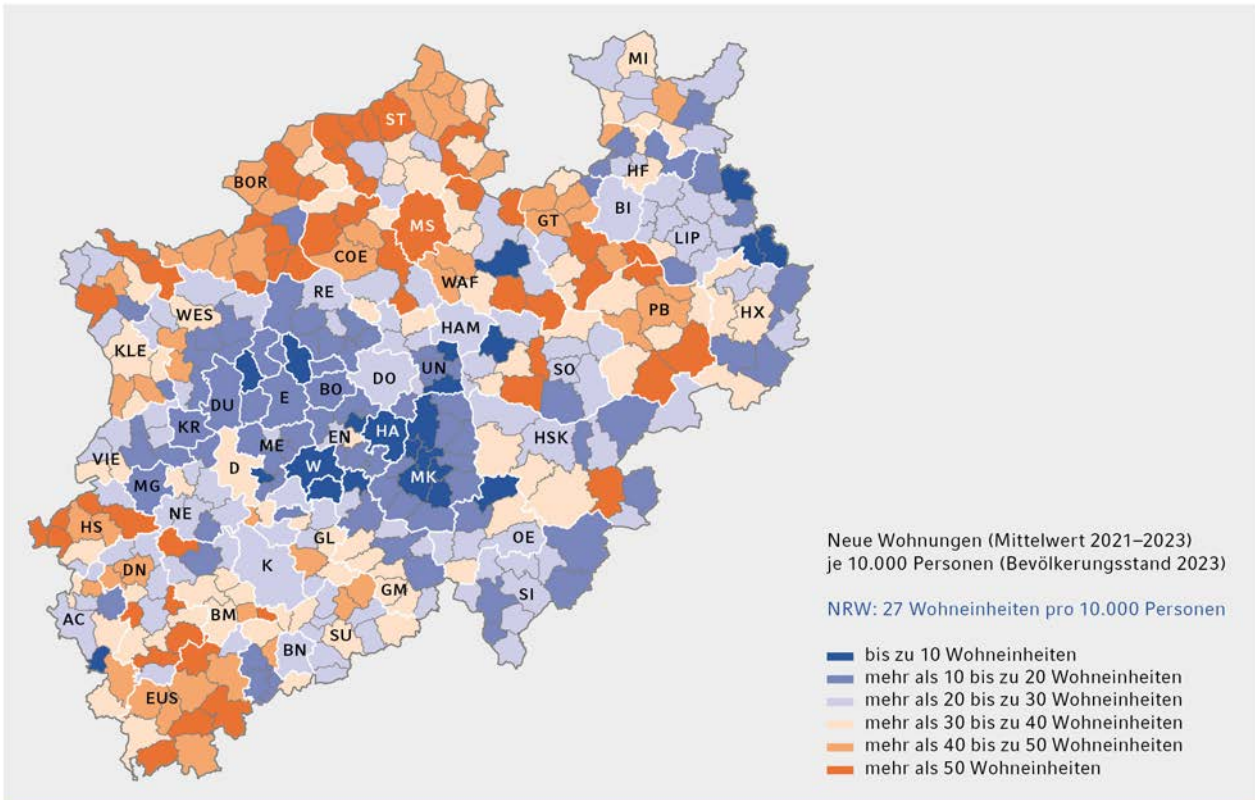 MI
ST
BOR
HF
BI
MS
GT
LIP
COE
WAF
RE
WES
PB
HX
HAM
KLE
SO
UN
DO
BO
E
DU
KR
HA
EN
HSK
ME
VIE
D
W
MK
MG
NE
HS
GL
OE
K
DN
SI
GM
AC
BM
SU
BN
EUS
Neue Wohnungen (Mittelwert 2021–2023)
je 10.000 Personen (Bevölkerungsstand 2023)
NRW: 27 Wohneinheiten pro 10.000 Personen
bis zu 10 Wohneinheiten
mehr als 10 bis zu 20 Wohneinheiten
mehr als 20 bis zu 30 Wohneinheiten
mehr als 30 bis zu 40 Wohneinheiten
mehr als 40 bis zu 50 Wohneinheiten
mehr als 50 Wohneinheiten